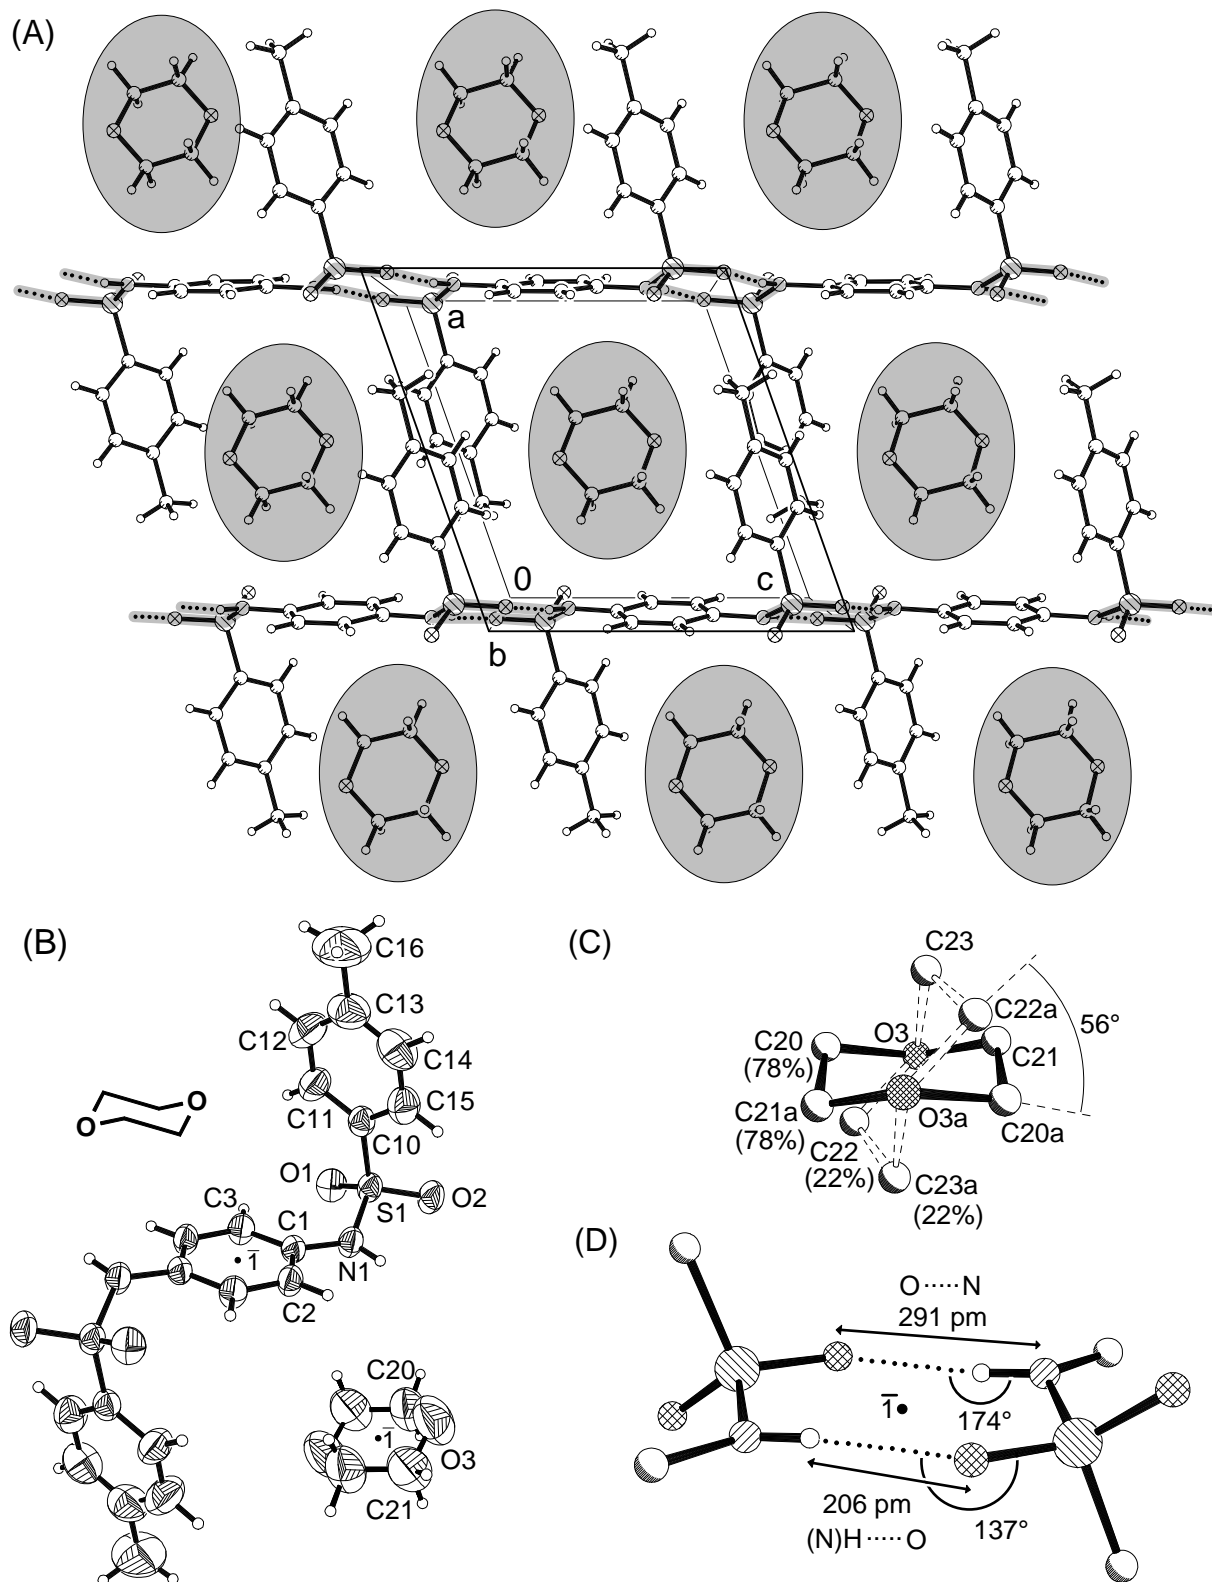 (A)
a
0
c
b
(B)
C16
C13
C12
C14
C11
C15
C10
O
O
O1
O2
C3
S1
C1
1̅
N1
C2
C20
1̅
O3
C21
(C)
C23
C22a
56°
O3
C20
(78%)
C21
C21a
(78%)
O3a
C20a
C22
(22%)
C23a
(22%)
(D)
O·····N
291 pm
1̅
174°
206 pm
(N)H·····O
137°